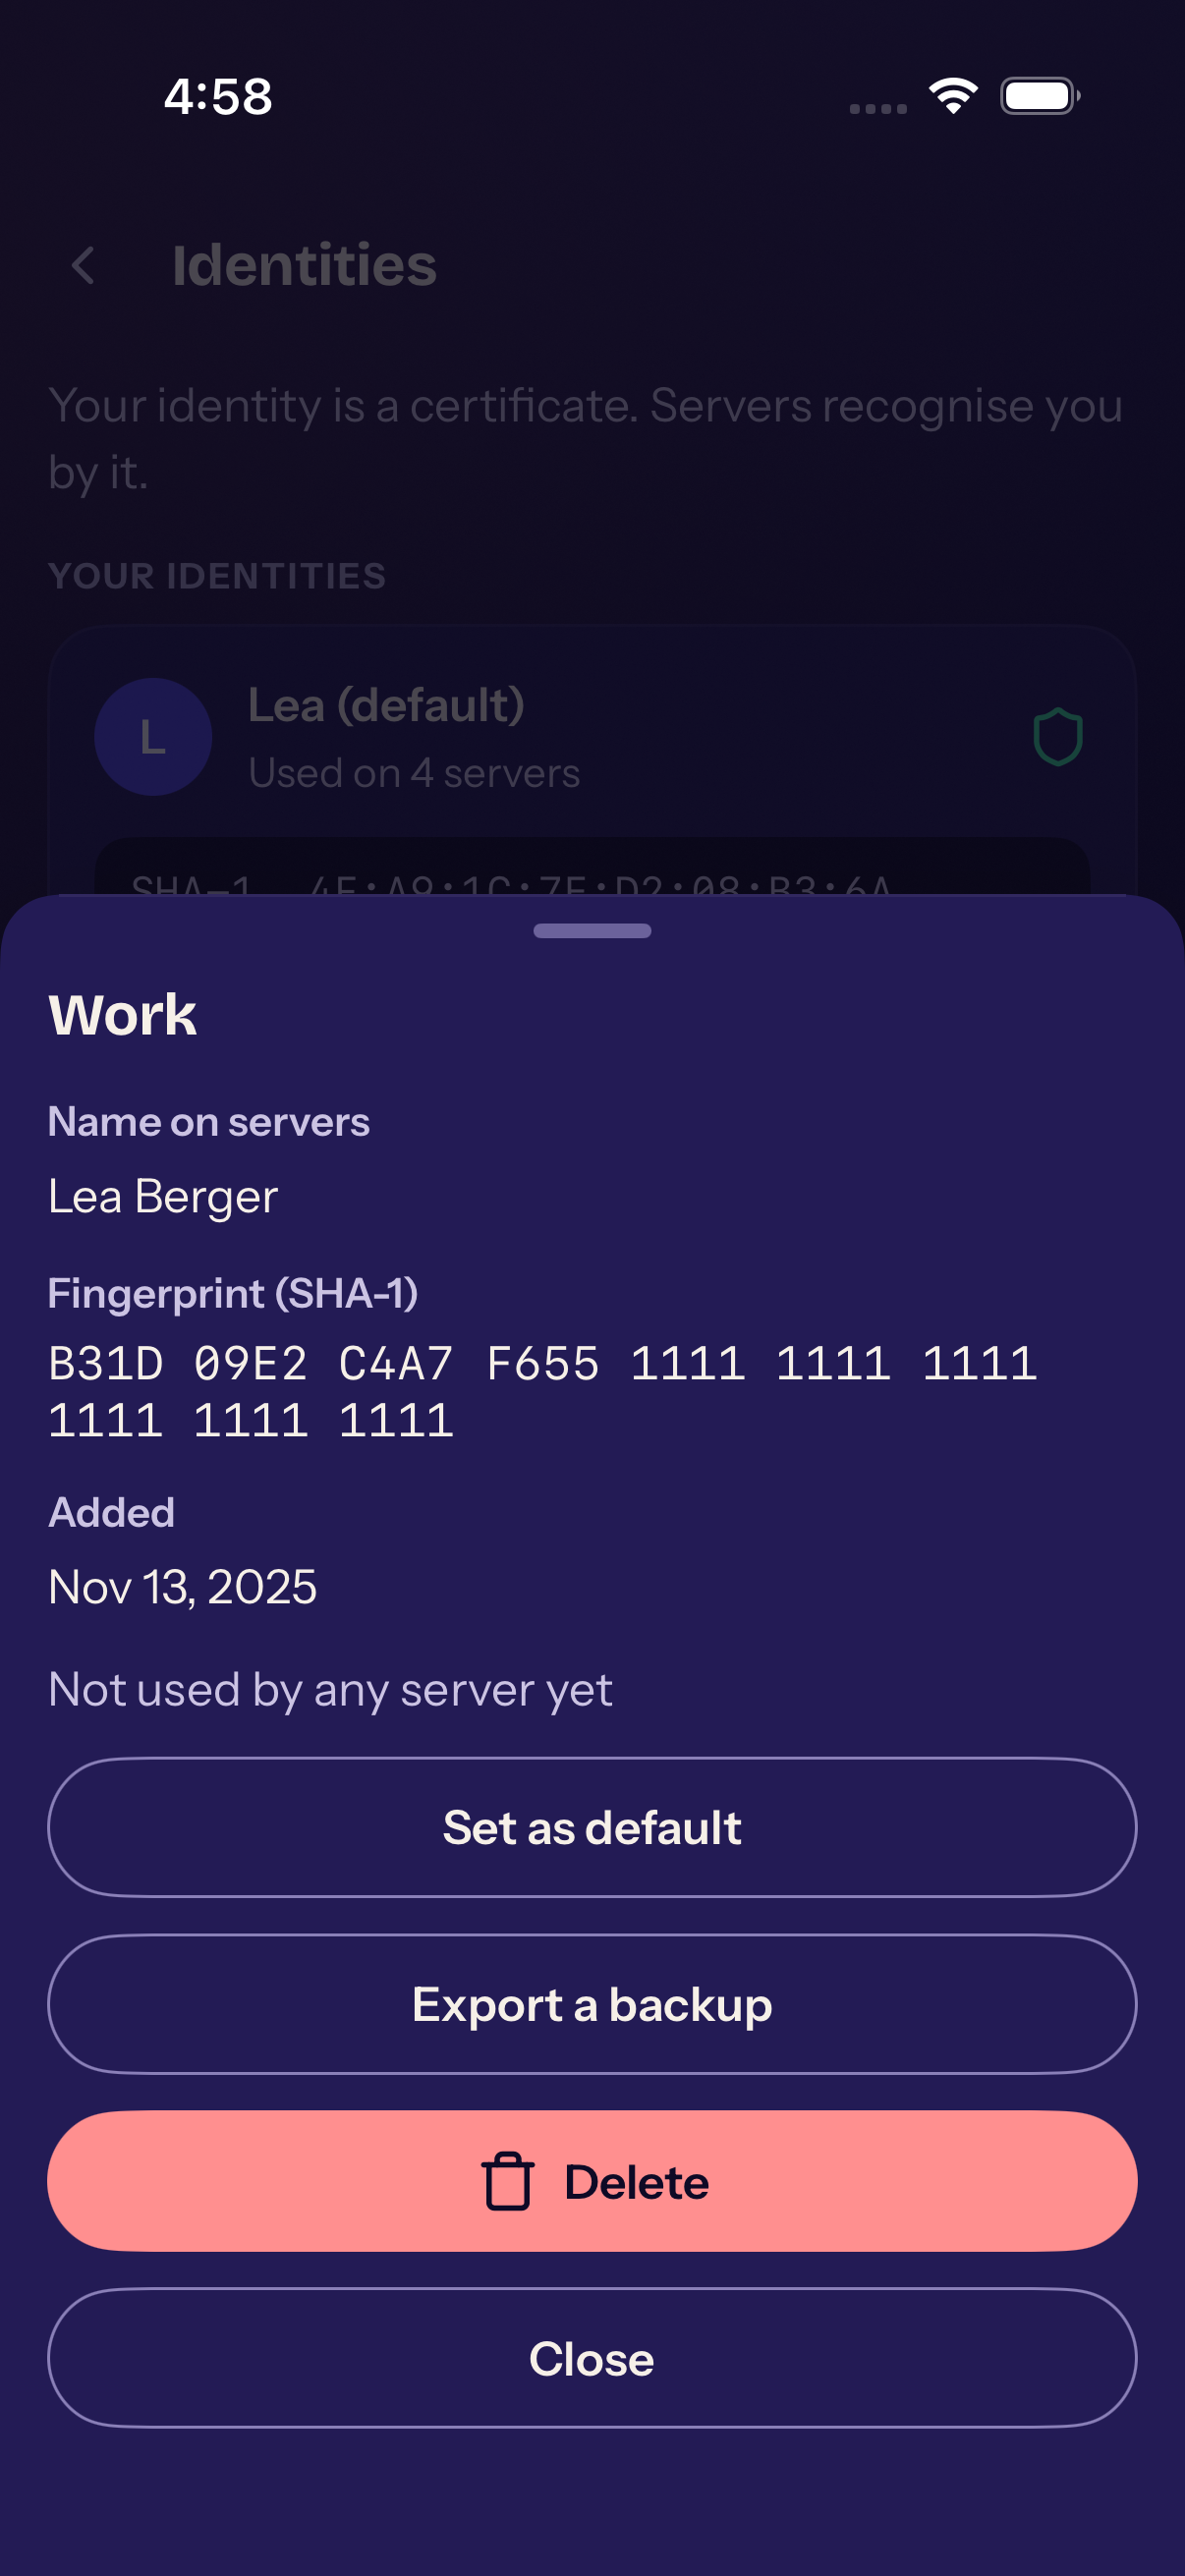 4:58
Identities
Your identity is a certificate. Servers recognise you
by it.
YOUR IDENTITIES
L
Lea (default)
Used on 4 servers
Work
Name on servers
Lea Berger
Fingerprint (SHA-1)
B31D 09E2 C4A7 F655 1111 1111 1111
1111 1111 1111
Added
Nov 13, 2025
Not used by any server yet
Set as default
Export a backup
Delete
Close